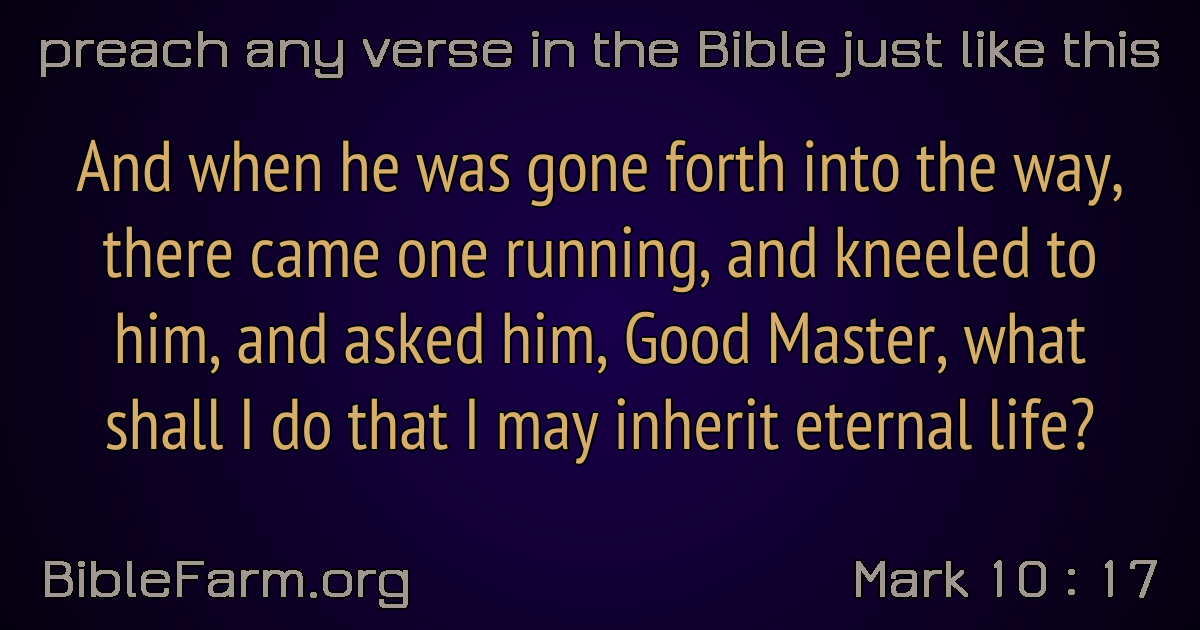 preach any verse in the Bible just like this
And when he was gone forth into the way,
there came one running, and kneeled to
him, and asked him, Good Master, what
shall I do that I may inherit eternal life?
BibleFarm.org
Mark 10 : 17